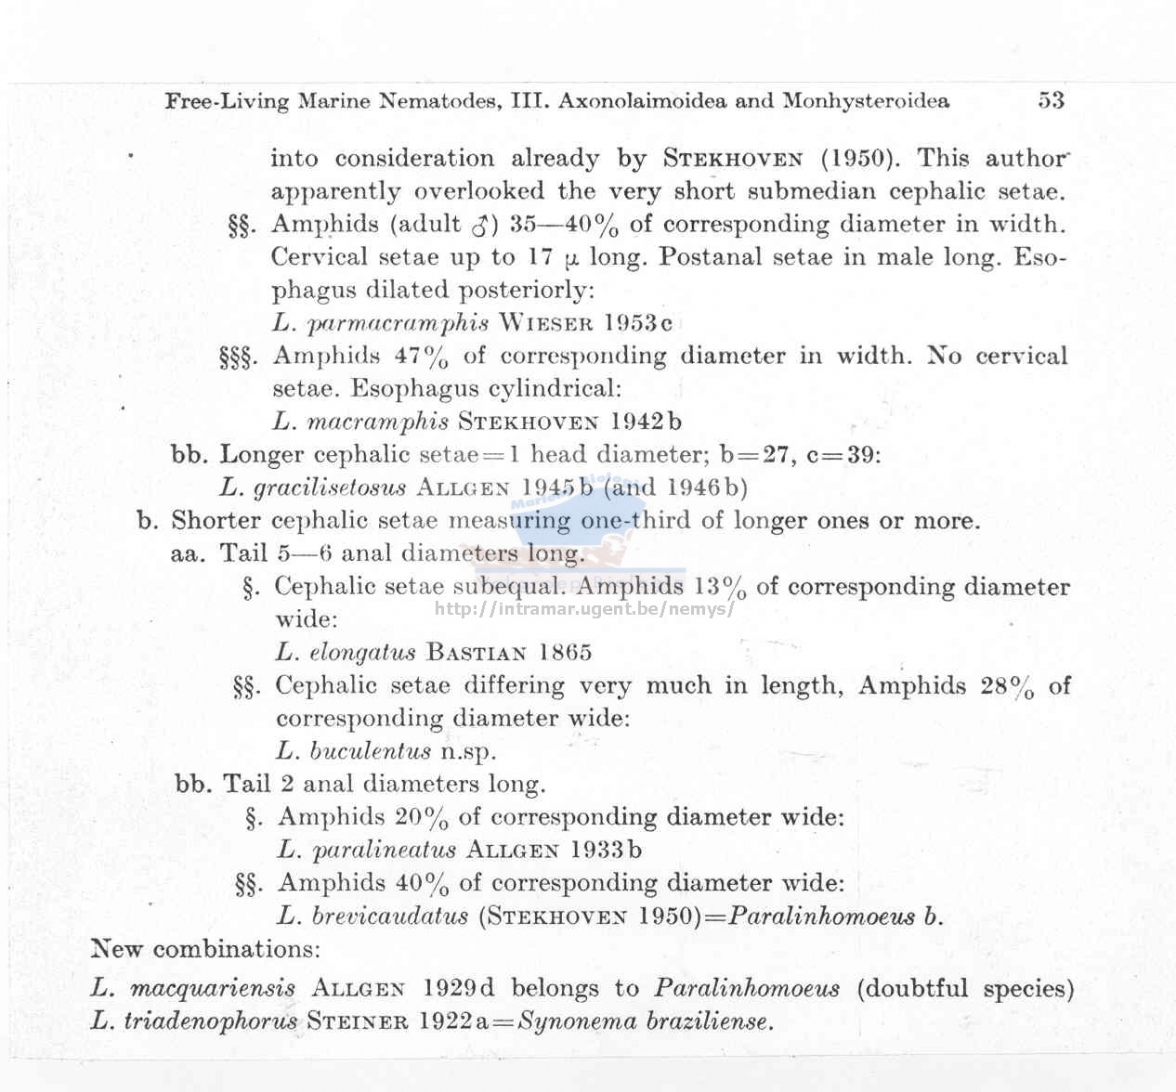 Free-Living Marine Nematodes, III. Axonolaimoidea and Monhysteroidea 53
into consideration already by STEKHOVEN (1950). This author
apparently overlooked the very short submedian cephalic setae.
§§. Amphids (adult ♂) 35—40% of corresponding diameter in width.
Cervical setae up to 17 μ long. Postanal setae in male long. Eso-
phagus dilated posteriorly:
L. parmacramphis WIESER 1953c
§§§. Amphids 47% of corresponding diameter in width. No cervical
setae. Esophagus cylindrical:
L. macramphis STEKHOVEN 1942b
bb. Longer cephalic setae=1 head diameter; b=27, c=39:
L. gracilisetosus ALLGEN 1945b (and 1946b)
b. Shorter cephalic setae measuring one-third of longer ones or more.
aa. Tail 5—6 anal diameters long.
§. Cephalic setae subequal. Amphids 13% of corresponding diameter
http://intramar.ugent.be/nemys/
wide:
L. elongatus BASTIAN 1865
§§. Cephalic setae differing very much in length, Amphids 28% of
corresponding diameter wide:
L. buculentus n.sp.
bb. Tail 2 anal diameters long.
§. Amphids 20% of corresponding diameter wide:
L. paralineatus ALLGEN 1933b
§§. Amphids 40% of corresponding diameter wide:
L. brevicaudatus (STEKHOVEN 1950)=Paralinhomoeus b.
New combinations:
L. macquariensis ALLGEN 1929d belongs to Paralinhomoeus (doubtful species)
L. triadenophorus STEINER 1922a=Synonema braziliense.